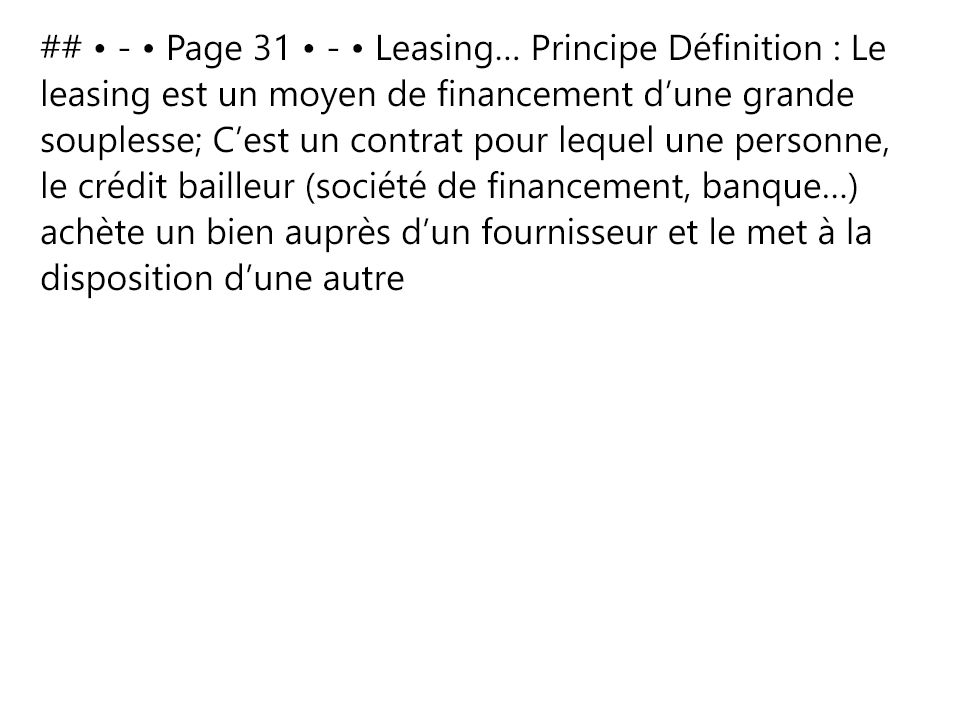 ## • - • Page 31 • - • Leasing… Principe Définition : Le
leasing est un moyen de financement d’une grande
souplesse; C’est un contrat pour lequel une personne,
le crédit bailleur (société de financement, banque…)
achète un bien auprès d’un fournisseur et le met à la
disposition d’une autre